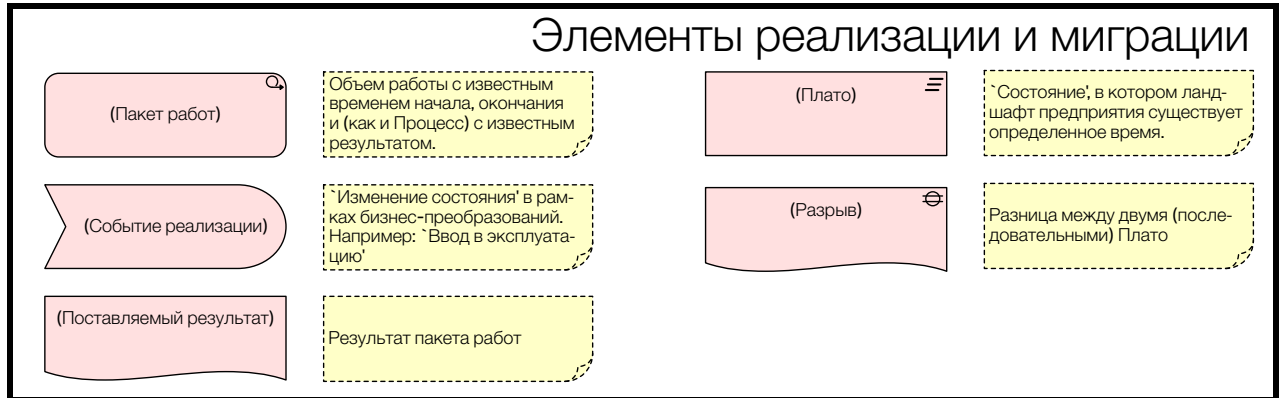 Элементы реализации и миграции
(Пакет работ)
Объем работы с известным
временем начала, окончания
и (как и Процесс) с известным
результатом.
(Плато)
`Состояние', в котором ланд-
шафт предприятия существует
определенное время.
(Событие реализации)
`Изменение состояния' в рам-
ках бизнес-преобразований.
Например: `Ввод в эксплуата-
цию'
(Разрыв)
Разница между двумя (после-
довательными) Плато
(Поставляемый результат)
Результат пакета работ